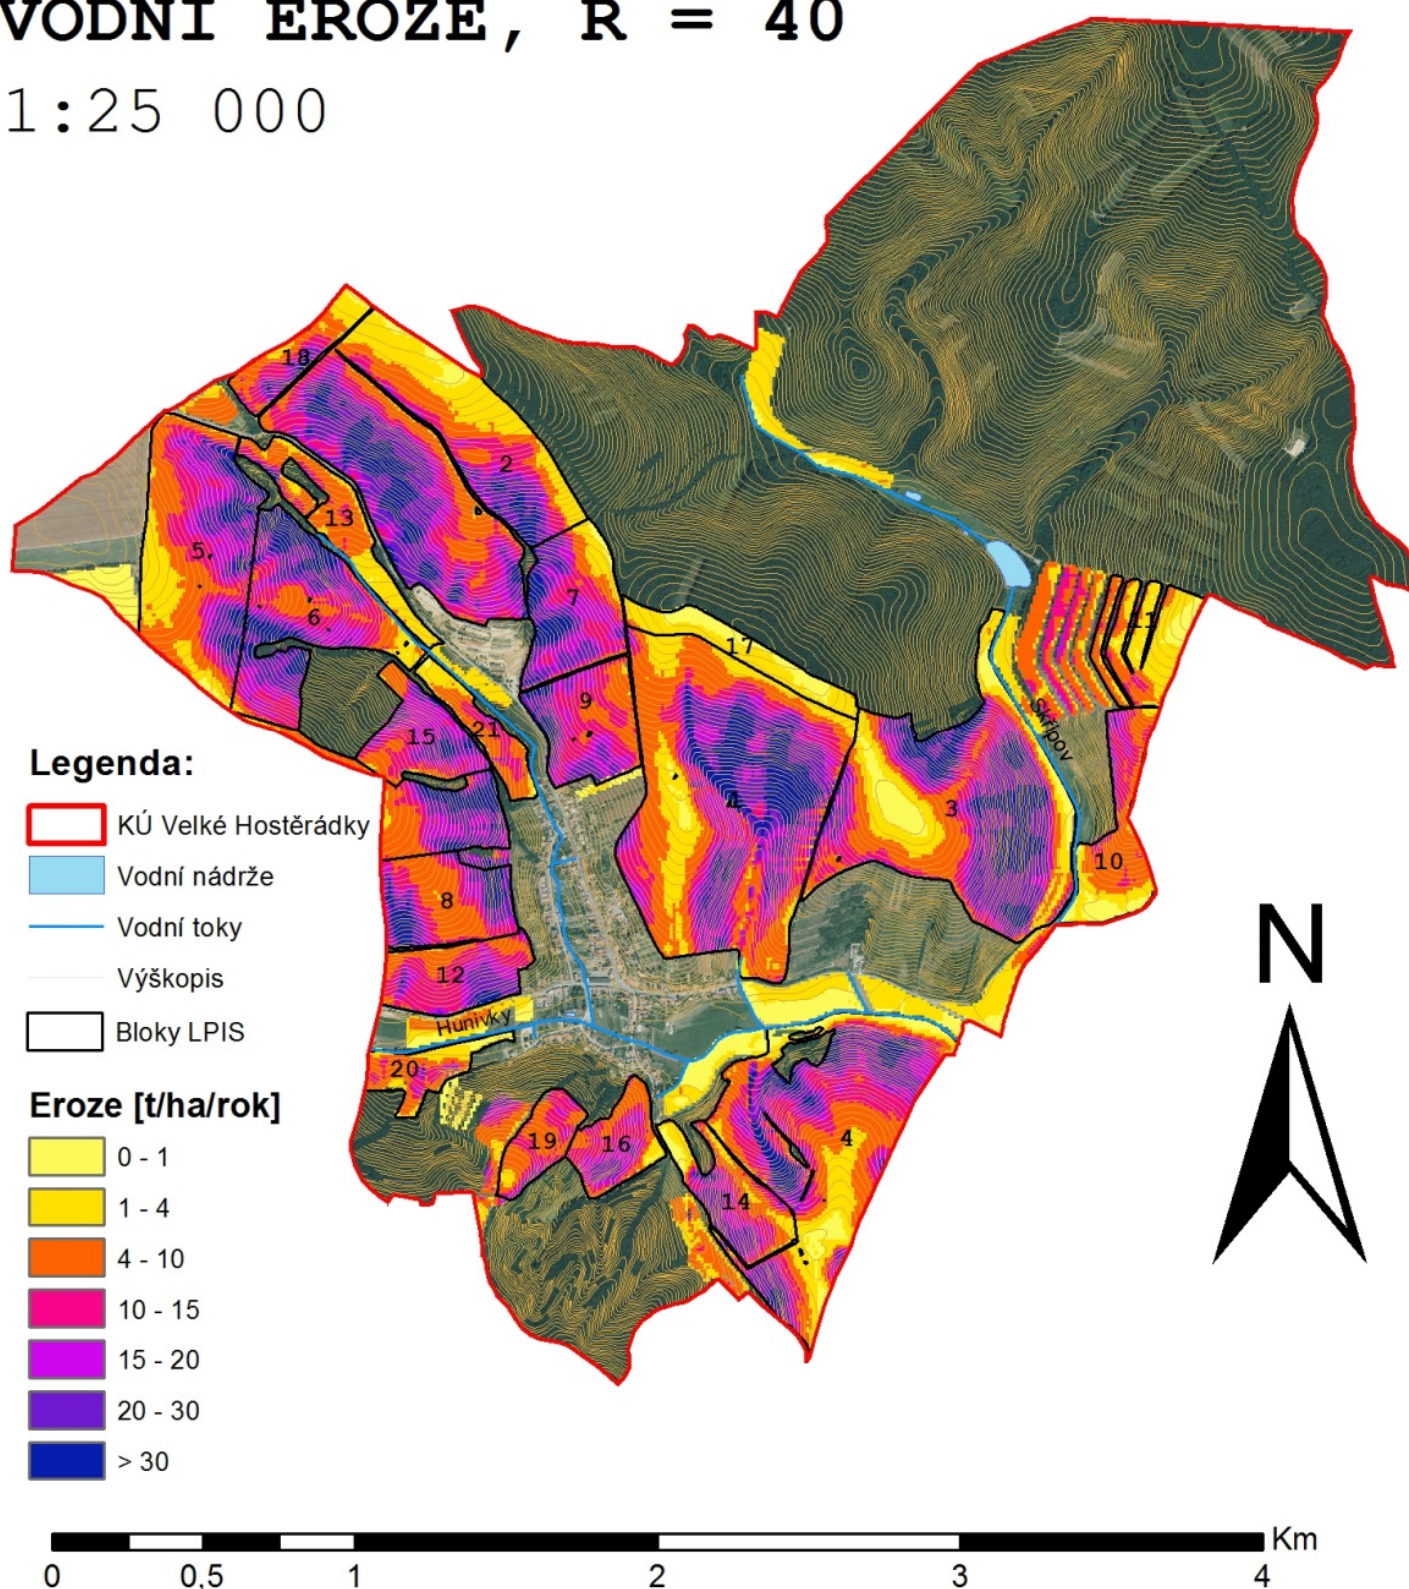 VODNÍ EROZE, R = 40
1:25 000
18
2
13
5
7
6
11
17
9
Skřipov
15
21
1
3
10
8
12
Hunivky
20
19
16
4
14
N
Legenda:
KÚ Velké Hostěrádky
Vodní nádrže
Vodní toky
Výškopis
Bloky LPIS
Eroze [t/ha/rok]
0 - 1
1 - 4
4 - 10
10 - 15
15 - 20
20 - 30
> 30
Km
0 0,5 1 2 3 4